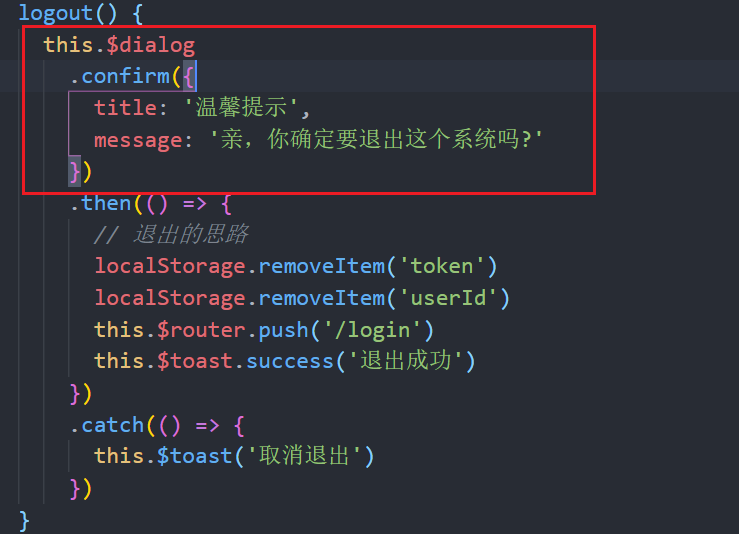 logout() {
this.$dialog
.confirm({
title: '温馨提示',
message: '亲，你确定要退出这个系统吗?'
})
.then(() => {
// 退出的思路
localStorage.removeItem('token')
localStorage.removeItem('userId')
this.$router.push('/login')
this.$toast.success('退出成功')
})
.catch(() => {
this.$toast('取消退出')
})
}